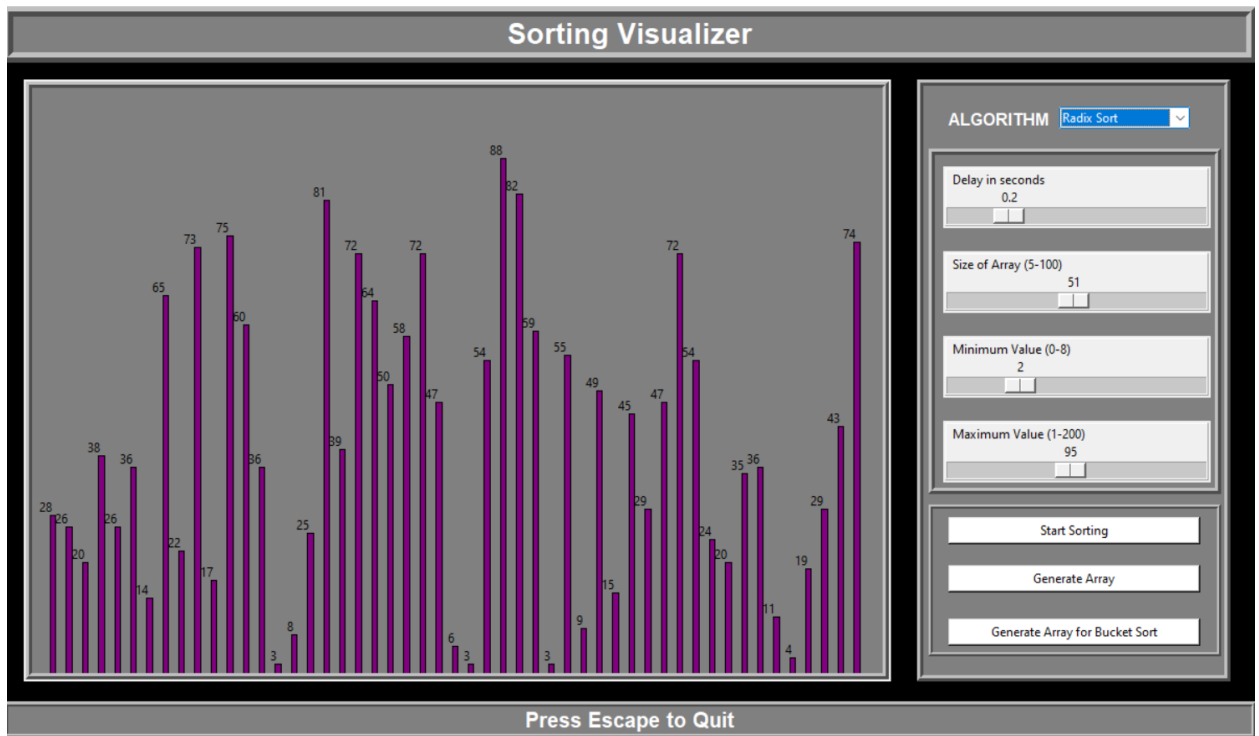 Sorting Visualizer
28 26 20 38 26 36 14 65 22 73 17 75 60 36 3 8 25 81 39 72 64 50 58 72 47 6 3 54 88 82 59 3 55 9 49 15 45 29 47 72 54 24 20 35 36 11 4 19 29 43 74
ALGORITHM Radix Sort
Delay in seconds
0.2
Size of Array (5-100)
51
Minimum Value (0-8)
2
Maximum Value (1-200)
95
Start Sorting
Generate Array
Generate Array for Bucket Sort
Press Escape to Quit